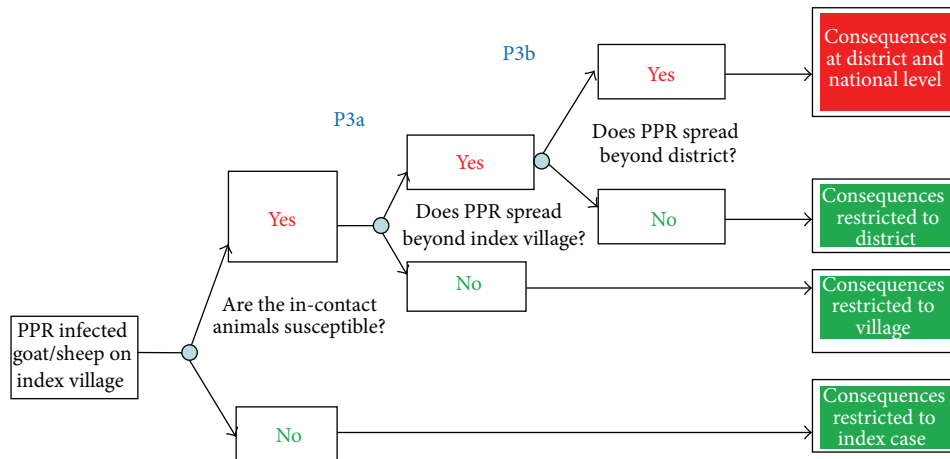 P3b
Yes
Consequences
at district and
national level
P3a
Yes
Does PPR spread
beyond district?
Yes
Does PPR spread
beyond index village?
No
Consequences
restricted to
district
Are the in-contact
animals susceptible?
No
Consequences
restricted to
village
PPR infected
goat/sheep on
index village
No
Consequences
restricted to
index case